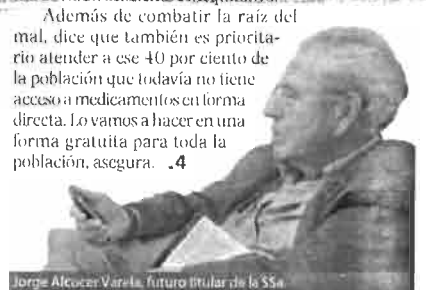 Además de combatir la raíz del
mal, dice que también es priorita-
rio atender a ese 40 por ciento de
la población que todavía no tiene
acceso a medicamentos en forma
directa. Lo vamos a hacer en una
forma gratuita para toda la
población, asegura. .4
Jorge Alcocer Varela, futuro titular de la SSa